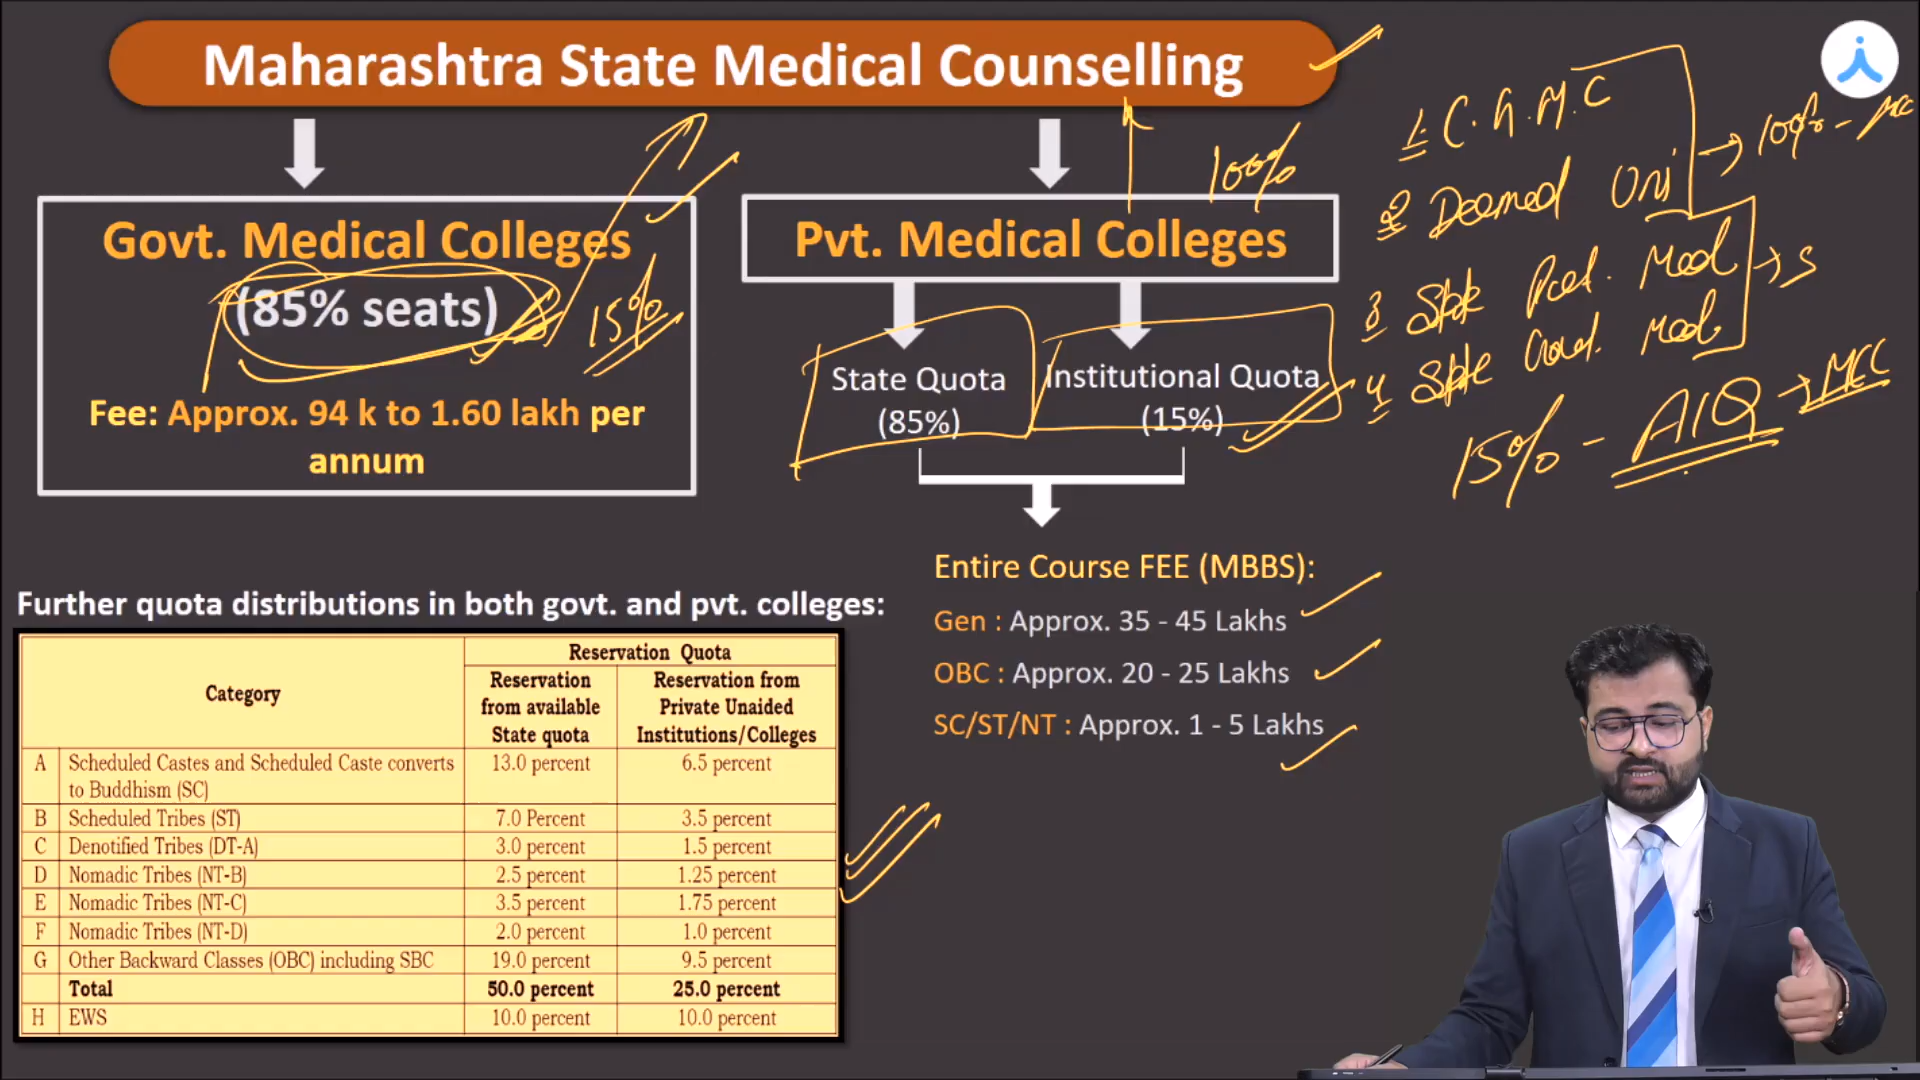 Maharashtra State Medical Counselling
Govt. Medical Colleges
(85% seats)
15%
Fee: Approx. 94 k to 1.60 lakh per
annum
100%
Pvt. Medical Colleges
State Quota
(85%)
Institutional Quota
(15%)
Entire Course FEE (MBBS):
Gen : Approx. 35 - 45 Lakhs
OBC : Approx. 20 - 25 Lakhs
SC/ST/NT : Approx. 1 - 5 Lakhs
1. C.G.M.C
2 Deemed Uni
100% -
3 State Med.
4 State Med.
S
15% - AIQ → MCC
Further quota distributions in both govt. and pvt. colleges:
Category
Reservation Quota
Reservation from available State quota
Reservation from Private Unaided Institutions/Colleges
A Scheduled Castes and Scheduled Caste converts to Buddhism (SC) 13.0 percent 6.5 percent
B Scheduled Tribes (ST) 7.0 Percent 3.5 percent
C Denotified Tribes (DT-A) 3.0 percent 1.5 percent
D Nomadic Tribes (NT-B) 2.5 percent 1.25 percent
E Nomadic Tribes (NT-C) 3.5 percent 1.75 percent
F Nomadic Tribes (NT-D) 2.0 percent 1.0 percent
G Other Backward Classes (OBC) including SBC 19.0 percent 9.5 percent
Total 50.0 percent 25.0 percent
H EWS 10.0 percent 10.0 percent